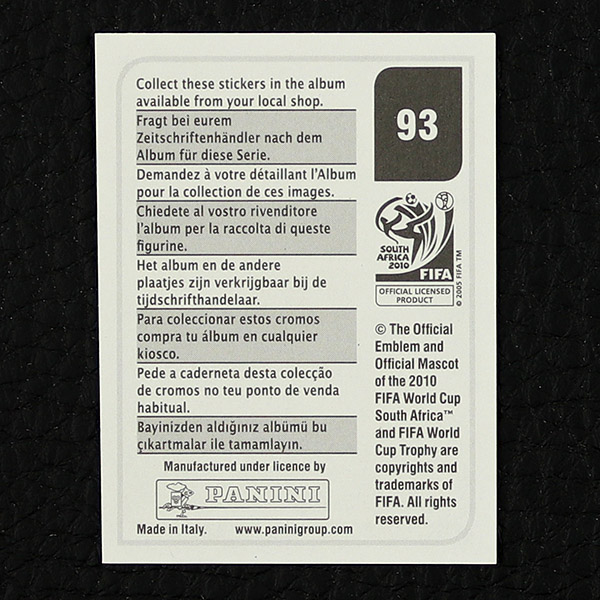 Collect these stickers in the album
available from your local shop.
Fragt bei eurem
Zeitschriftenhändler nach dem
Album für diese Serie.
Demandez à votre détaillant l'Album
pour la collection de ces images.
Chiedete al vostro rivenditore
l'album per la raccolta di queste
figurine.
Het album en de andere
plaatjes zijn verkrijgbaar bij de
tijdschrifthandelaar.
Para coleccionar estos cromos
compra tu álbum en cualquier
kiosco.
Pede a caderneta desta colecção
de cromos no teu ponto de venda
habitual.
Bayinizden aldığınız albümü bu
çıkartmalar ile tamamlayın.
Manufactured under licence by
PANINI
Made in Italy. www.paninigroup.com
93
SOUTH
AFRICA
2010
FIFA
OFFICIAL LICENSED
PRODUCT
© 2005 FIFA TM
© The Official
Emblem and
Official Mascot
of the 2010
FIFA World Cup
South Africa™
and FIFA World
Cup Trophy are
copyrights and
trademarks of
FIFA. All rights
reserved.